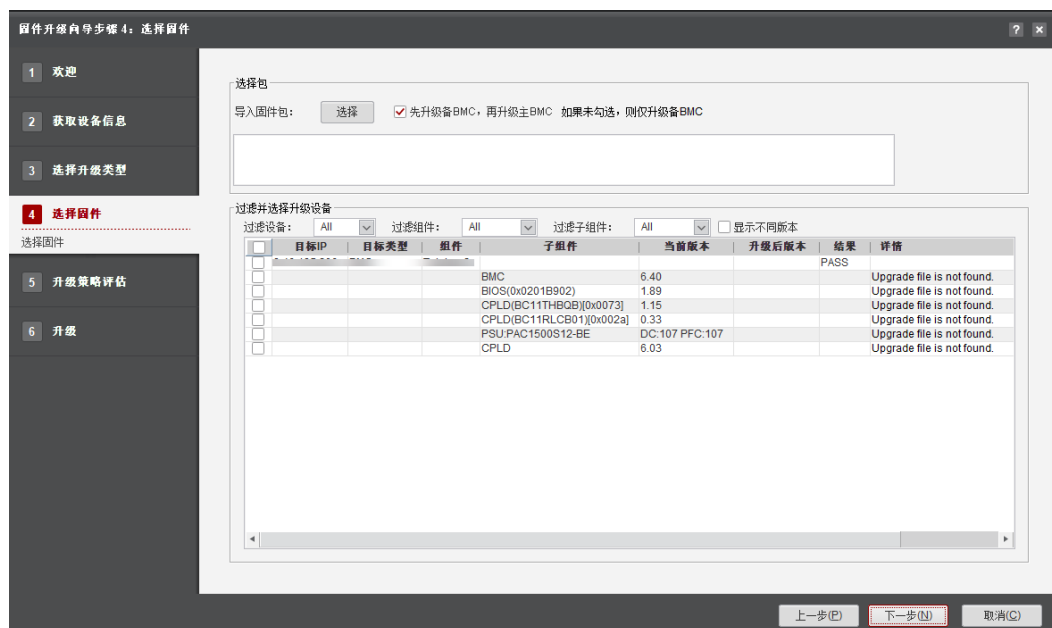 固件升级向导步骤 4：选择固件
? ×
1 欢迎
2 获取设备信息
3 选择升级类型
4 选择固件
选择固件
5 升级策略评估
6 升级
选择包
导入固件包： 选择 先升级备BMC，再升级主BMC 如果未勾选，则仅升级备BMC
过滤并选择升级设备
过滤设备： All 过滤组件： All 过滤子组件： All 显示不同版本
目标IP 目标类型 组件 子组件 当前版本 升级后版本 结果 详情
PASS
BMC 6.40 Upgrade file is not found.
BIOS(0x0201B902) 1.89 Upgrade file is not found.
CPLD(BC11THBQB)[0x0073] 1.15 Upgrade file is not found.
CPLD(BC11RLCB01)[0x002a] 0.33 Upgrade file is not found.
PSU:PAC1500S12-BE DC:107 PFC:107 Upgrade file is not found.
CPLD 6.03 Upgrade file is not found.
上一步(P) 下一步(N) 取消(C)